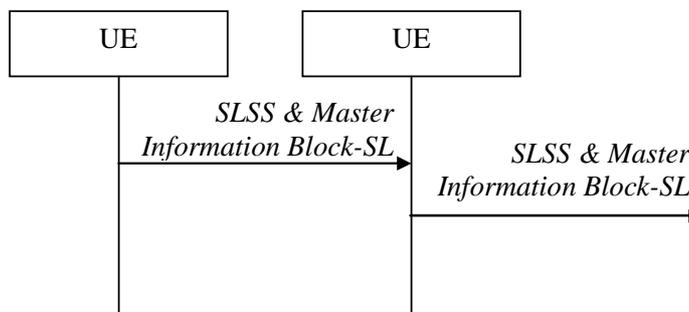 UE
UE
SLSS & Master
Information Block-SL
SLSS & Master
Information Block-SL